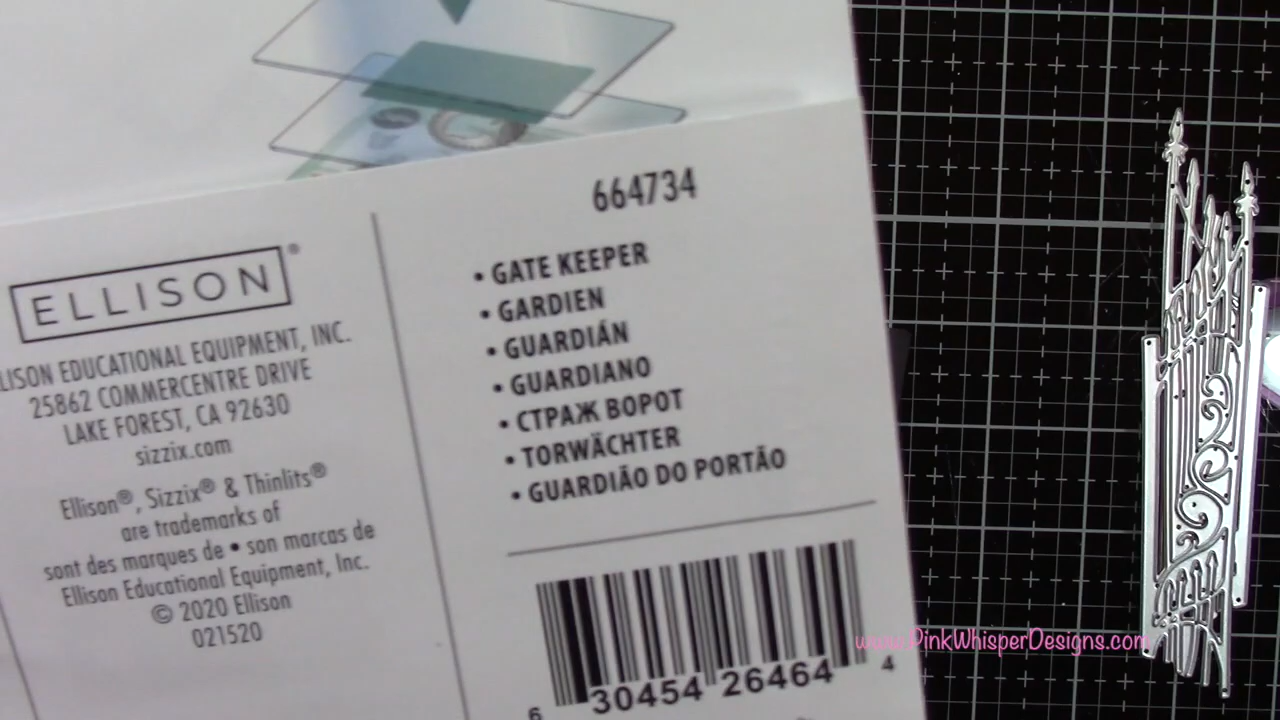 664734
ELLISON®
LISON EDUCATIONAL EQUIPMENT, INC.
25862 COMMERCENTRE DRIVE
LAKE FOREST, CA 92630
sizzix.com
Ellison®, Sizzix® & Thinlits®
are trademarks of
sont des marques de • son marcas de
Ellison Educational Equipment, Inc.
© 2020 Ellison
021520
• GATE KEEPER
• GARDIEN
• GUARDIÁN
• GUARDIANO
• СТРАЖ ВОРОТ
• TORWÄCHTER
• GUARDIÃO DO PORTÃO
6 30454 26464 4
www.PinkWhisperDesigns.com